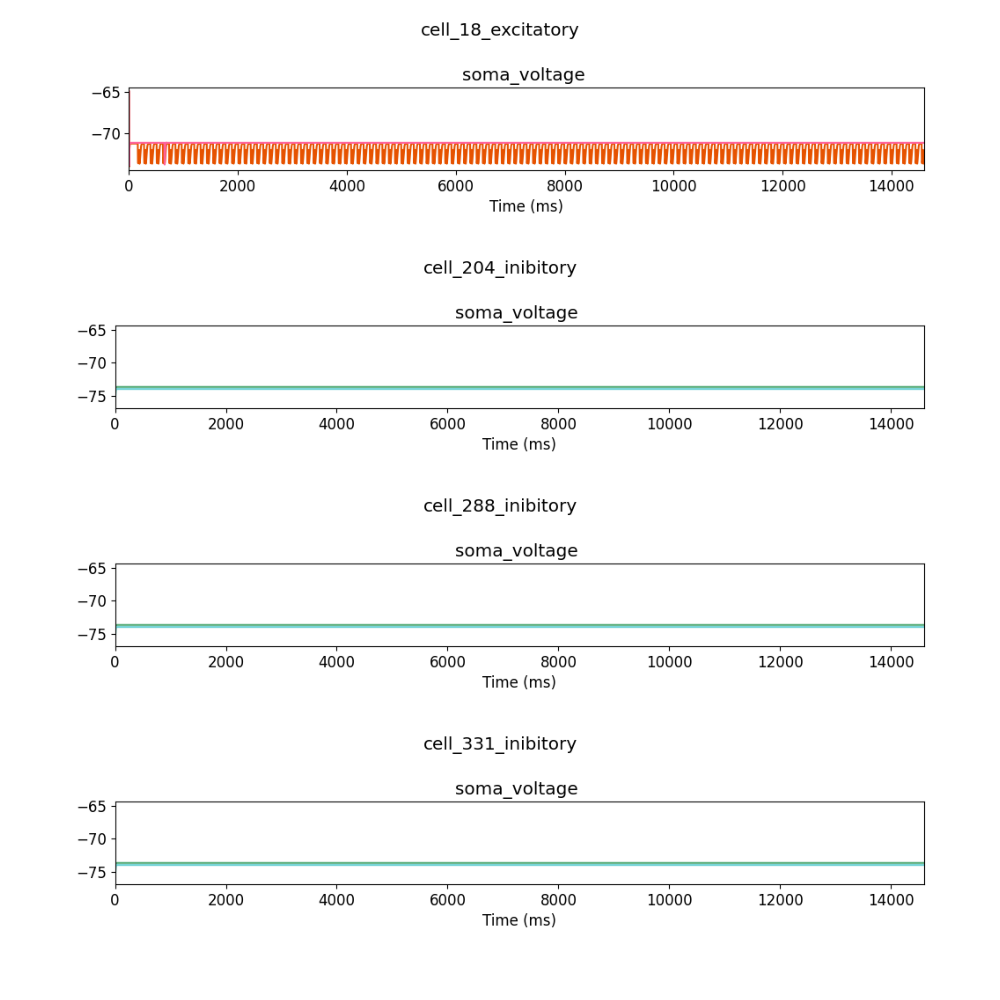 cell_18_excitatory
soma_voltage
−65
−70
0 2000 4000 6000 8000 10000 12000 14000
Time (ms)
cell_204_inibitory
soma_voltage
−65
−70
−75
0 2000 4000 6000 8000 10000 12000 14000
Time (ms)
cell_288_inibitory
soma_voltage
−65
−70
−75
0 2000 4000 6000 8000 10000 12000 14000
Time (ms)
cell_331_inibitory
soma_voltage
−65
−70
−75
0 2000 4000 6000 8000 10000 12000 14000
Time (ms)